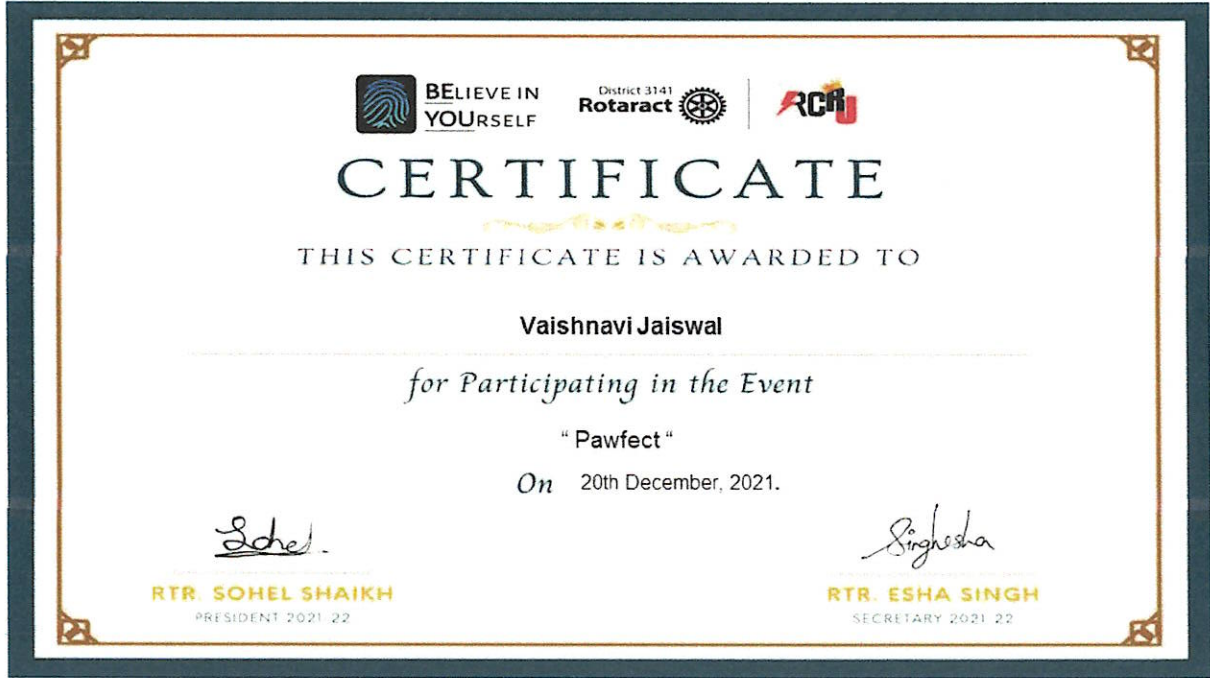 BELIEVE IN
YOURSELF
District 3141
Rotaract
RCRU
CERTIFICATE
THIS CERTIFICATE IS AWARDED TO
Vaishnavi Jaiswal
for Participating in the Event
“ Pawfect “
On 20th December, 2021.
Sohel.
Singhesha
RTR. SOHEL SHAIKH
RTR. ESHA SINGH
PRESIDENT 2021-22
SECRETARY 2021-22